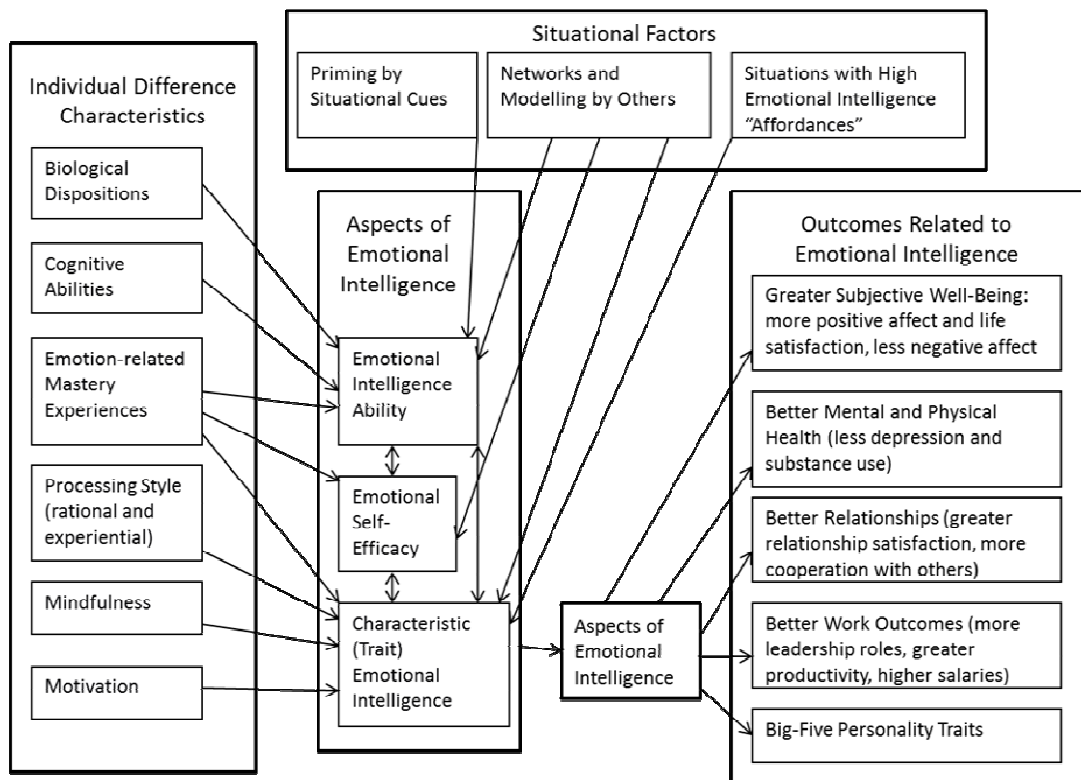 Situational Factors
Priming by
Situational Cues
Networks and
Modelling by Others
Situations with High
Emotional Intelligence
“Affordances”
Individual Difference
Characteristics
Biological
Dispositions
Cognitive
Abilities
Emotion-related
Mastery
Experiences
Processing Style
(rational and
experiential)
Mindfulness
Motivation
Aspects of
Emotional
Intelligence
Emotional
Intelligence
Ability
Emotional
Self-
Efficacy
Characteristic
(Trait)
Emotional
Intelligence
Aspects of
Emotional
Intelligence
Outcomes Related to
Emotional Intelligence
Greater Subjective Well-Being:
more positive affect and life
satisfaction, less negative affect
Better Mental and Physical
Health (less depression and
substance use)
Better Relationships (greater
relationship satisfaction, more
cooperation with others)
Better Work Outcomes (more
leadership roles, greater
productivity, higher salaries)
Big-Five Personality Traits